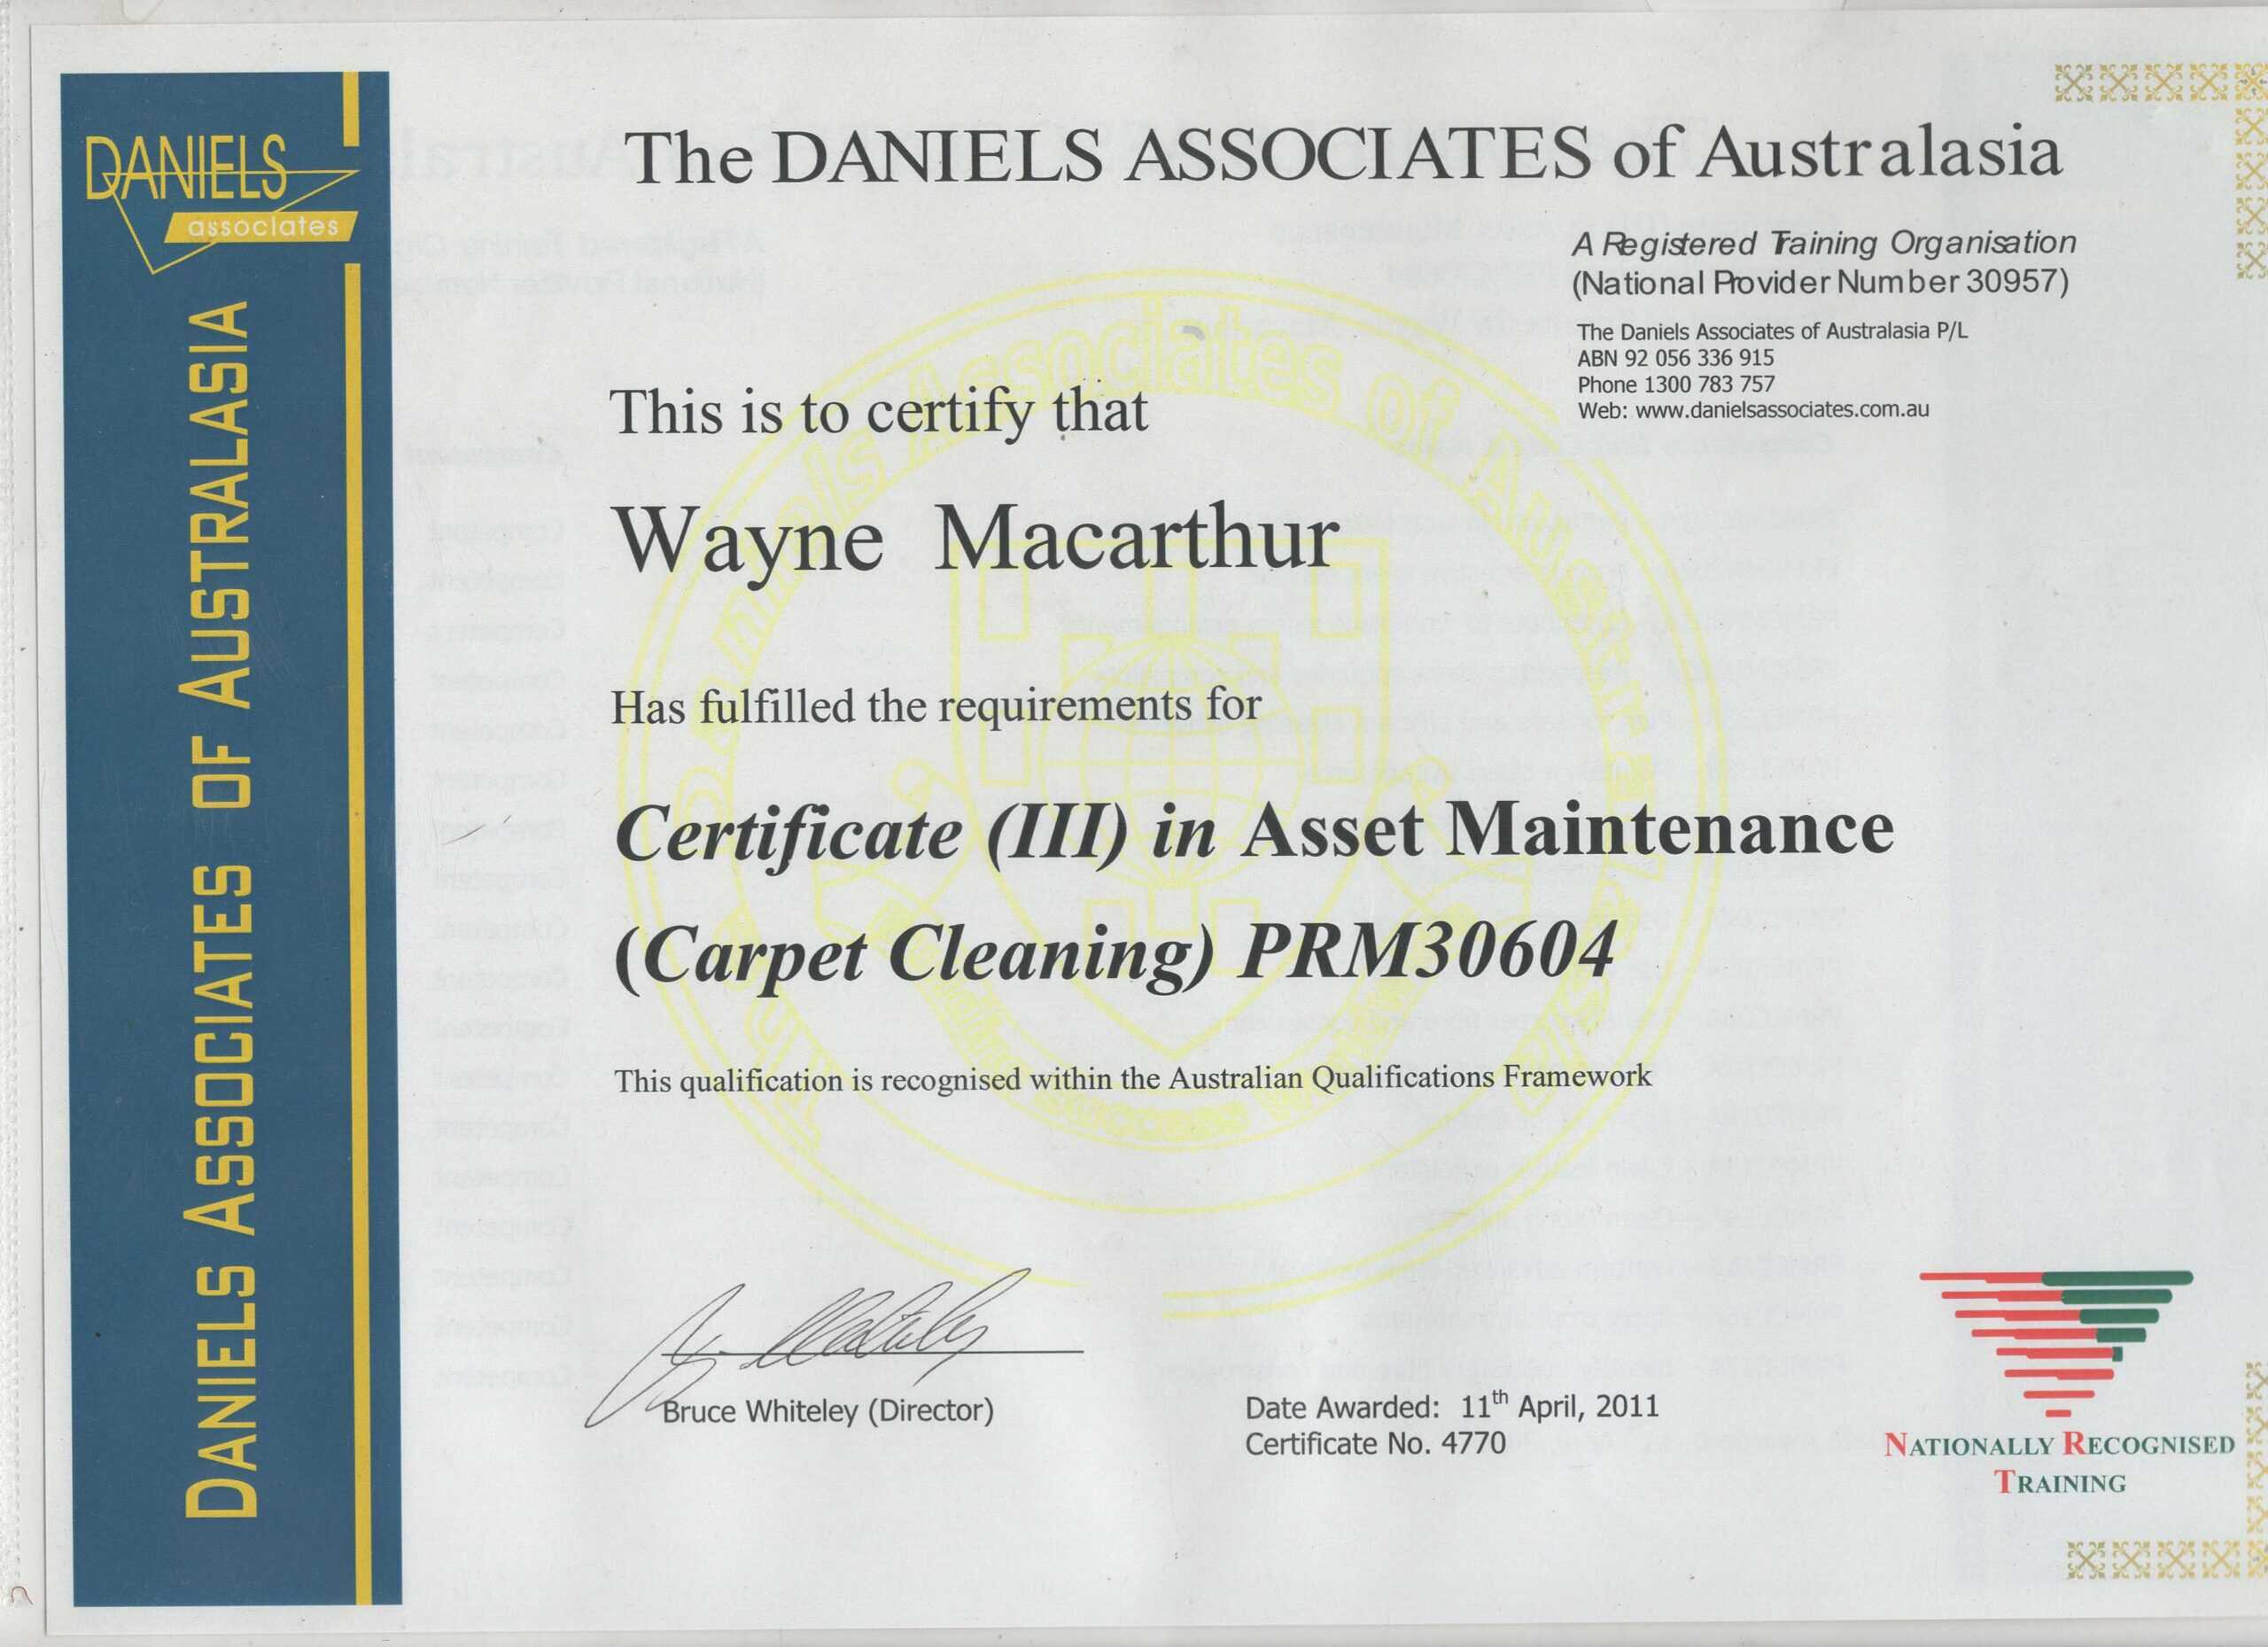 DANIELS
associates
DANIELS ASSOCIATES OF AUSTRALASIA
The DANIELS ASSOCIATES of Australasia
A Registered Training Organisation
(National Provider Number 30957)
The Daniels Associates of Australasia P/L
ABN 92 056 336 915
Phone 1300 783 757
Web: www.danielsassociates.com.au
This is to certify that
Wayne Macarthur
Has fulfilled the requirements for
Certificate (III) in Asset Maintenance
(Carpet Cleaning) PRM30604
This qualification is recognised within the Australian Qualifications Framework
Bruce Whiteley (Director)
Date Awarded: 11th April, 2011
Certificate No. 4770
NATIONALLY RECOGNISED
TRAINING